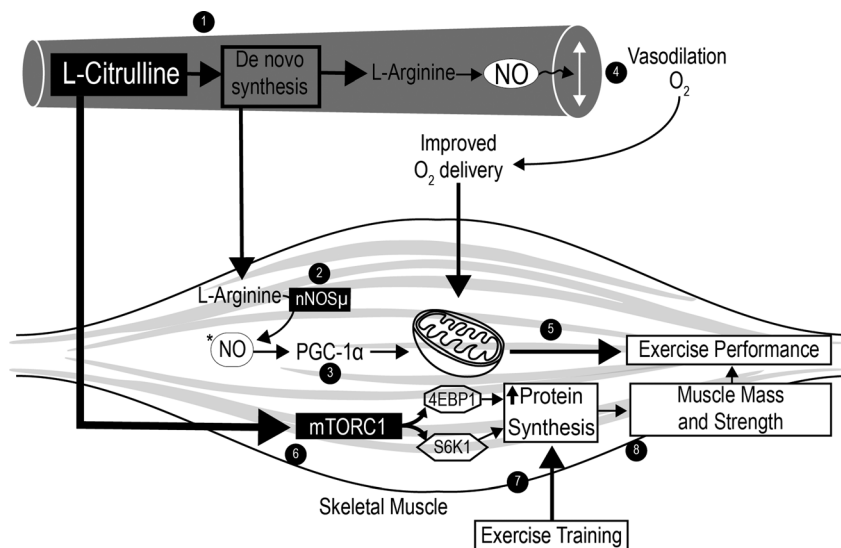 1
L-Citrulline
De novo
synthesis
L-Arginine
NO
4
Vasodilation
O2
Improved
O2 delivery
2
L-Arginine
nNOSμ
*
NO
PGC-1α
3
5
Exercise Performance
4EBP1
mTORC1
S6K1
Protein
Synthesis
Muscle Mass
and Strength
6
7
8
Skeletal Muscle
Exercise Training